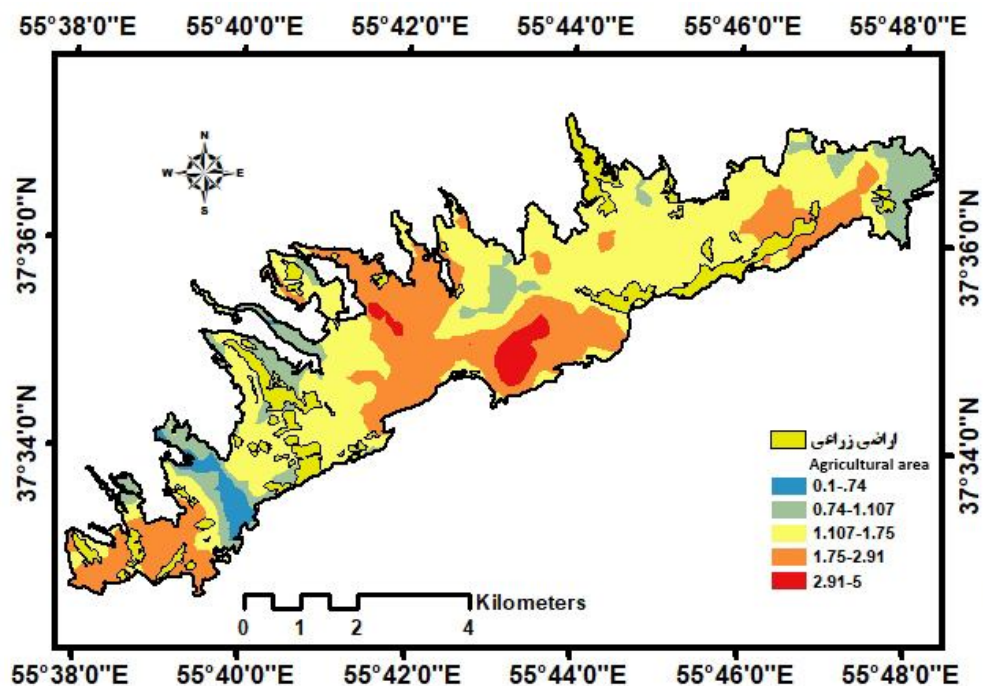 55°38'0"E 55°40'0"E 55°42'0"E 55°44'0"E 55°46'0"E 55°48'0"E
N
W E
S
37°36'0"N
37°36'0"N
37°34'0"N
37°34'0"N
اراضی زراعی
Agricultural area
0.1-.74
0.74-1.107
1.107-1.75
1.75-2.91
2.91-5
Kilometers
0 1 2 4
55°38'0"E 55°40'0"E 55°42'0"E 55°44'0"E 55°46'0"E 55°48'0"E